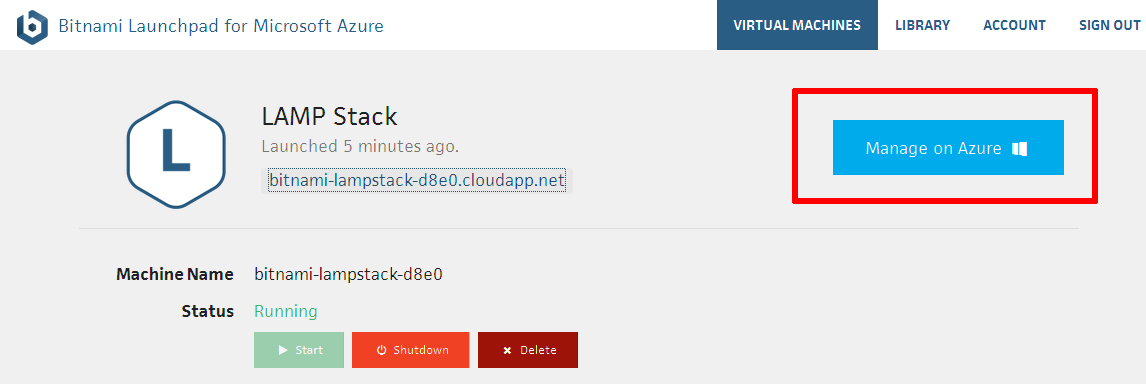 Bitnami Launchpad for Microsoft Azure
VIRTUAL MACHINES LIBRARY ACCOUNT SIGN OUT
L
LAMP Stack
Launched 5 minutes ago.
bitnami-lampstack-d8e0.cloudapp.net
Manage on Azure
Machine Name bitnami-lampstack-d8e0
Status Running
Start Shutdown Delete